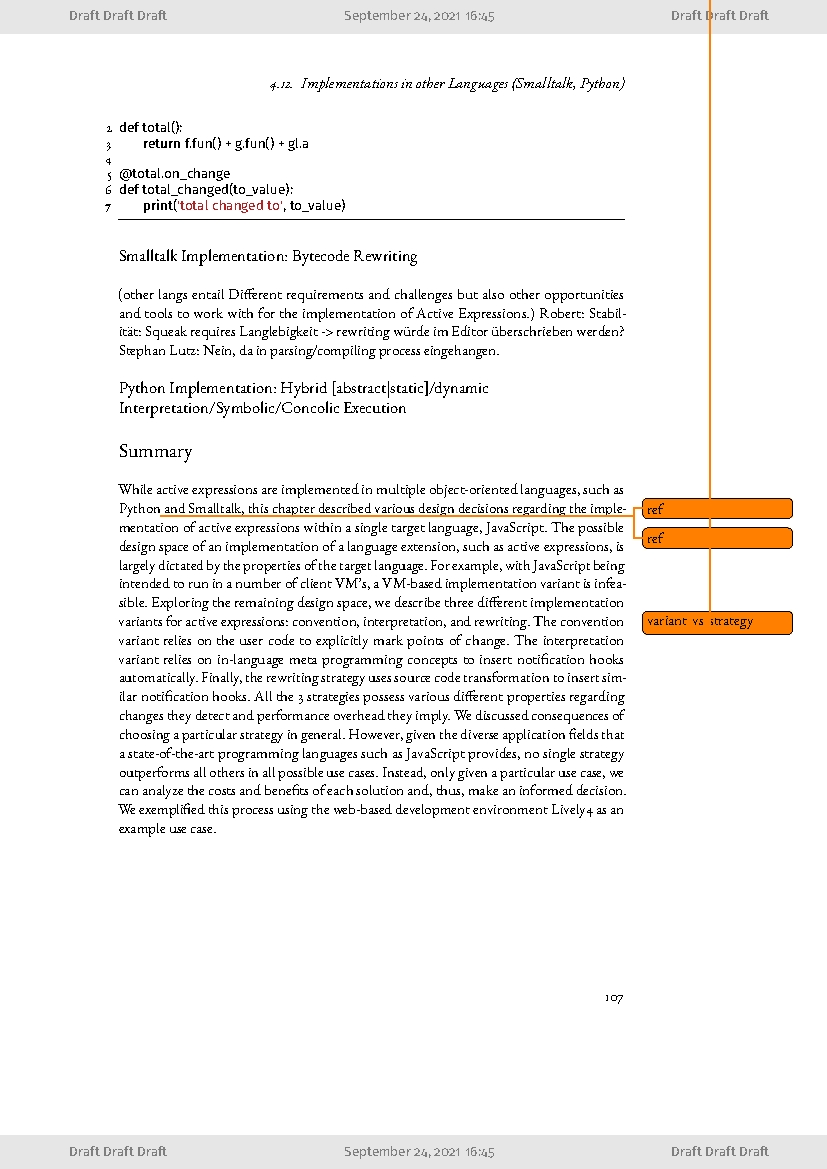 Draft Draft Draft September 24, 2021 16:45 Draft Draft Draft
4.12. Implementations in other Languages (Smalltalk, Python)
2 def total():
3 return f.fun() + g.fun() + gl.a
4
5 @total.on_change
6 def total_changed(to_value):
7 print('total changed to', to_value)
Smalltalk Implementation: Bytecode Rewriting
(other langs entail Different requirements and challenges but also other opportunities
and tools to work with for the implementation of Active Expressions.) Robert: Stabil-
ität: Squeak requires Langlebigkeit -> rewriting würde im Editor überschrieben werden?
Stephan Lutz: Nein, da in parsing/compiling process eingehangen.
Python Implementation: Hybrid [abstract|static]/dynamic
Interpretation/Symbolic/Concolic Execution
Summary
While active expressions are implemented in multiple object-oriented languages, such as
Python and Smalltalk, this chapter described various design decisions regarding the imple-
mentation of active expressions within a single target language, JavaScript. The possible
design space of an implementation of a language extension, such as active expressions, is
largely dictated by the properties of the target language. For example, with JavaScript being
intended to run in a number of client VM's, a VM-based implementation variant is infea-
sible. Exploring the remaining design space, we describe three different implementation
variants for active expressions: convention, interpretation, and rewriting. The convention
variant relies on the user code to explicitly mark points of change. The interpretation
variant relies on in-language meta programming concepts to insert notification hooks
automatically. Finally, the rewriting strategy uses source code transformation to insert sim-
ilar notification hooks. All the 3 strategies possess various different properties regarding
changes they detect and performance overhead they imply. We discussed consequences of
choosing a particular strategy in general. However, given the diverse application fields that
a state-of-the-art programming languages such as JavaScript provides, no single strategy
outperforms all others in all possible use cases. Instead, only given a particular use case, we
can analyze the costs and benefits of each solution and, thus, make an informed decision.
We exemplified this process using the web-based development environment Lively4 as an
example use case.
ref
ref
variant vs strategy
107
Draft Draft Draft September 24, 2021 16:45 Draft Draft Draft